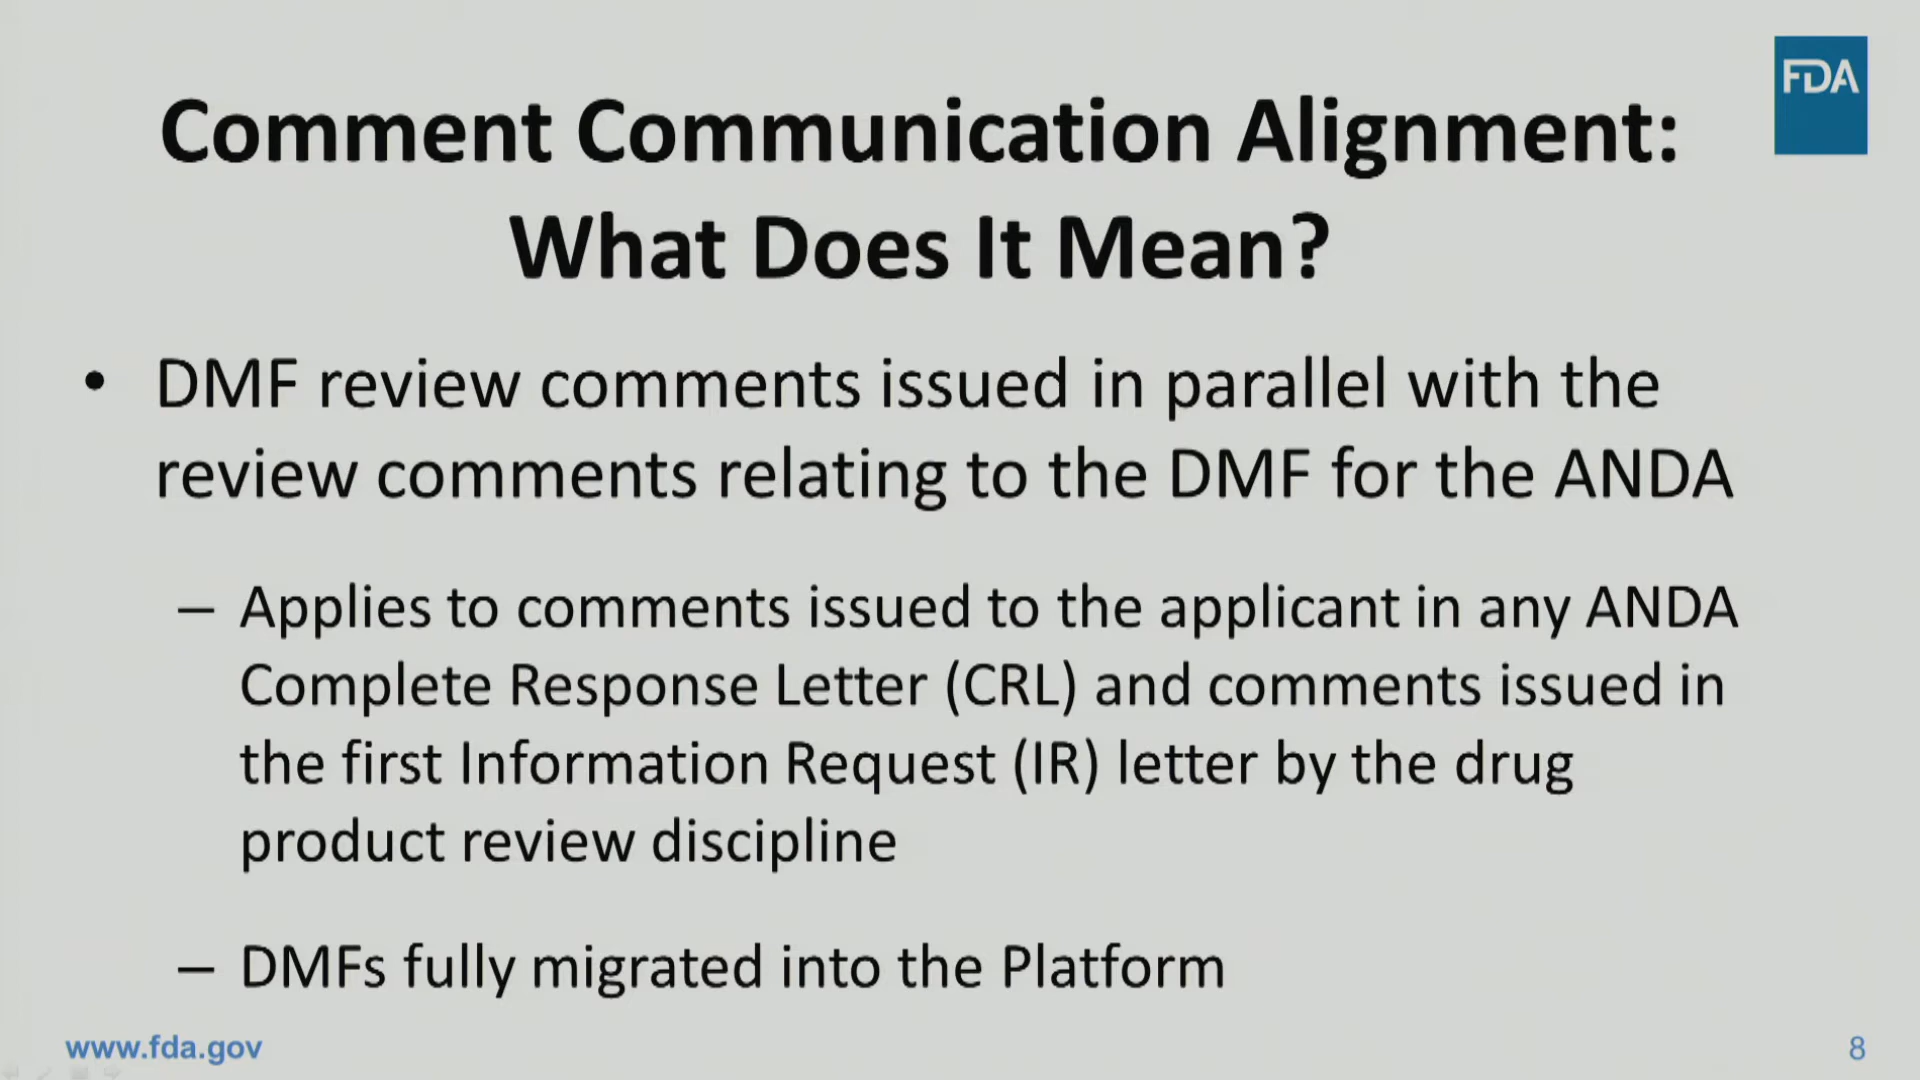 FDA
Comment Communication Alignment:
What Does It Mean?
• DMF review comments issued in parallel with the
review comments relating to the DMF for the ANDA
– Applies to comments issued to the applicant in any ANDA
Complete Response Letter (CRL) and comments issued in
the first Information Request (IR) letter by the drug
product review discipline
– DMFs fully migrated into the Platform
www.fda.gov
8